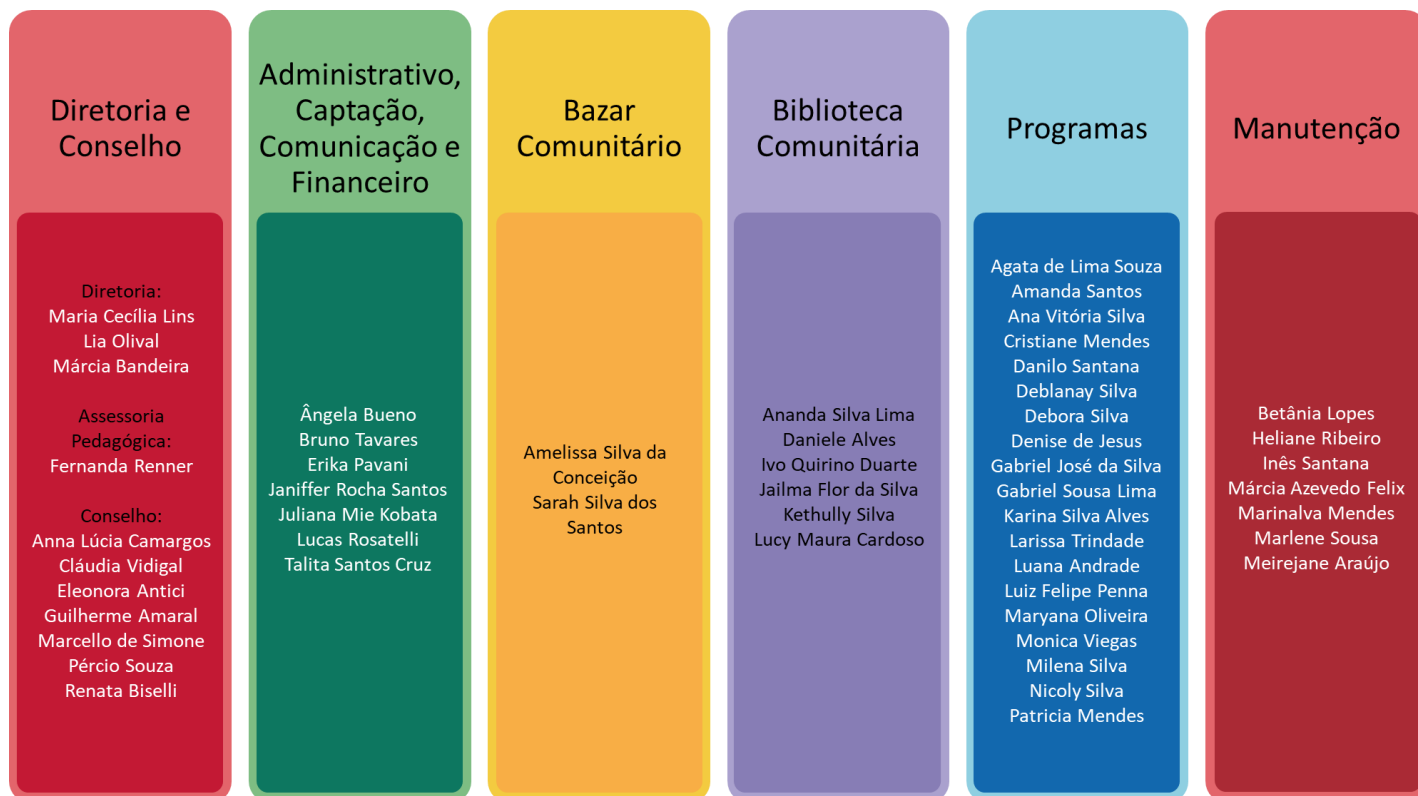 Diretoria e
Conselho
Diretoria:
Maria Cecília Lins
Lia Olival
Márcia Bandeira
Assessoria
Pedagógica:
Fernanda Renner
Conselho:
Anna Lúcia Camargos
Cláudia Vidigal
Eleonora Antici
Guilherme Amaral
Marcello de Simone
Pércio Souza
Renata Biselli
Administrativo,
Captação,
Comunicação e
Financeiro
Ângela Bueno
Bruno Tavares
Erika Pavani
Janiffer Rocha Santos
Juliana Mie Kobata
Lucas Rosatelli
Talita Santos Cruz
Bazar
Comunitário
Amelissa Silva da
Conceição
Sarah Silva dos
Santos
Biblioteca
Comunitária
Ananda Silva Lima
Daniele Alves
Ivo Quirino Duarte
Jailma Flor da Silva
Kethully Silva
Lucy Maura Cardoso
Programas
Agata de Lima Souza
Amanda Santos
Ana Vitória Silva
Cristiane Mendes
Danilo Santana
Deblanay Silva
Debora Silva
Denise de Jesus
Gabriel José da Silva
Gabriel Sousa Lima
Karina Silva Alves
Larissa Trindade
Luana Andrade
Luiz Felipe Penna
Maryana Oliveira
Monica Viegas
Milena Silva
Nicoly Silva
Patricia Mendes
Manutenção
Betânia Lopes
Heliane Ribeiro
Inês Santana
Márcia Azevedo Felix
Marinalva Mendes
Marlene Sousa
Meirejane Araújo